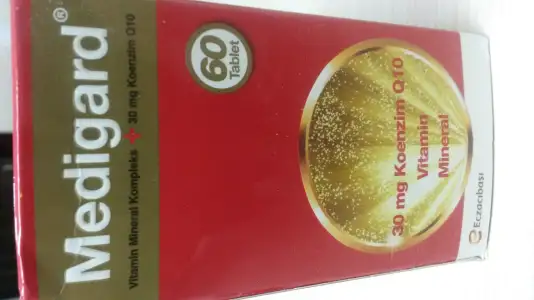 Medigard®
Vitamin Mineral Kompleks + 30 mg Koenzim Q10
60
Tablet
30 mg Koenzim Q10
Vitamin
Mineral
Eczacıbaşı